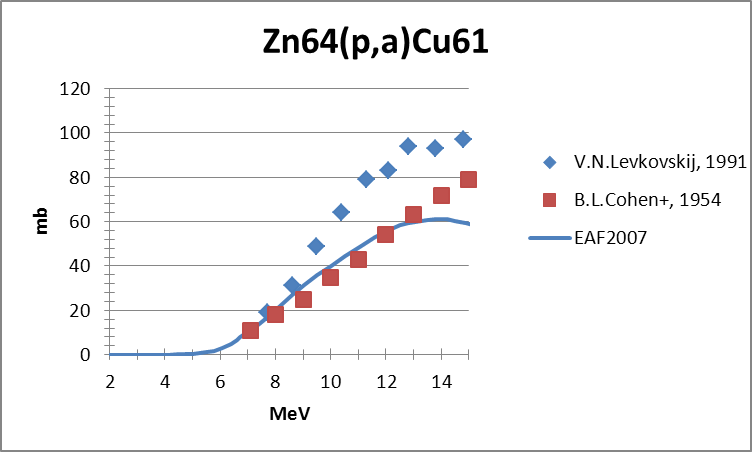 Zn64(p,a)Cu61
120
100
80
60
40
20
0
mb
2 4 6 8 10 12 14
MeV
V.N.Levkovskij, 1991
B.L.Cohen+, 1954
EAF2007